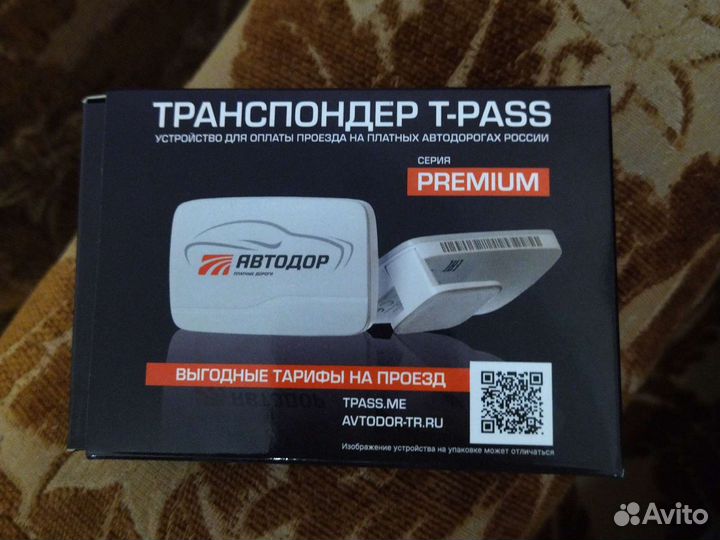 ТРАНСПОНДЕР T-PASS
УСТРОЙСТВО ДЛЯ ОПЛАТЫ ПРОЕЗДА НА ПЛАТНЫХ АВТОДОРОГАХ РОССИИ
СЕРИЯ
PREMIUM
АВТОДОР
ПЛАТНЫЕ ДОРОГИ
ВЫГОДНЫЕ ТАРИФЫ НА ПРОЕЗД
TPASS.ME
AVTODOR-TR.RU
Изображение устройства на упаковке может отличаться
Avito